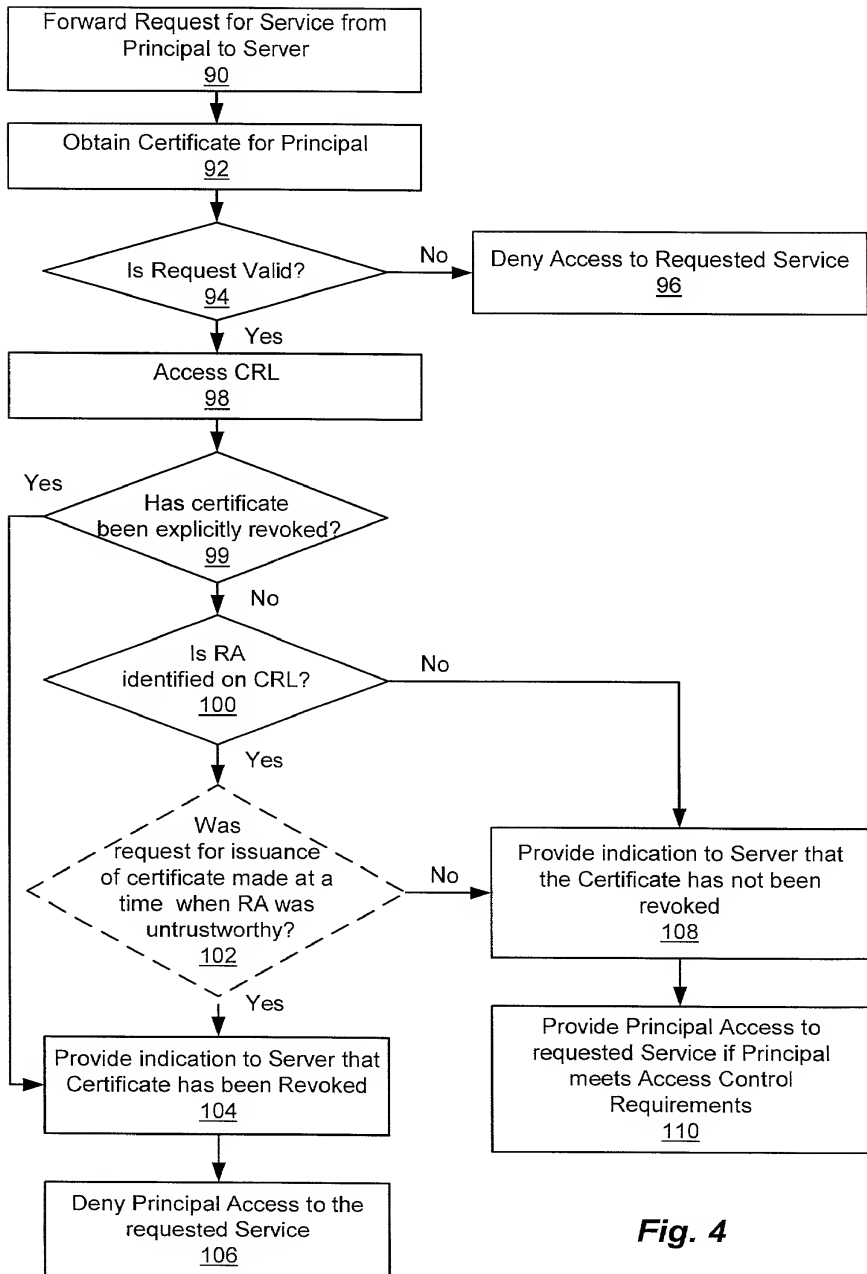 Forward Request for Service from
Principal to Server
90
Obtain Certificate for Principal
92
Is Request Valid?
94
No
Deny Access to Requested Service
96
Yes
Access CRL
98
Yes
Has certificate
been explicitly revoked?
99
No
Is RA
identified on CRL?
100
No
Yes
Was
request for issuance
of certificate made at a
time when RA was
untrustworthy?
102
No
Provide indication to Server that
the Certificate has not been
revoked
108
Yes
Provide indication to Server that
Certificate has been Revoked
104
Provide Principal Access to
requested Service if Principal
meets Access Control
Requirements
110
Deny Principal Access to the
requested Service
106
Fig. 4